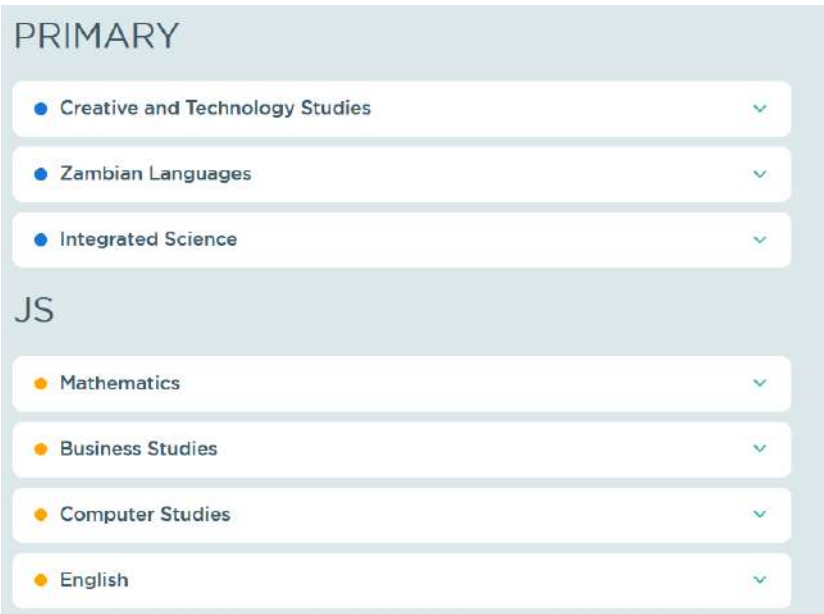 PRIMARY
Creative and Technology Studies
Zambian Languages
Integrated Science
JS
Mathematics
Business Studies
Computer Studies
English